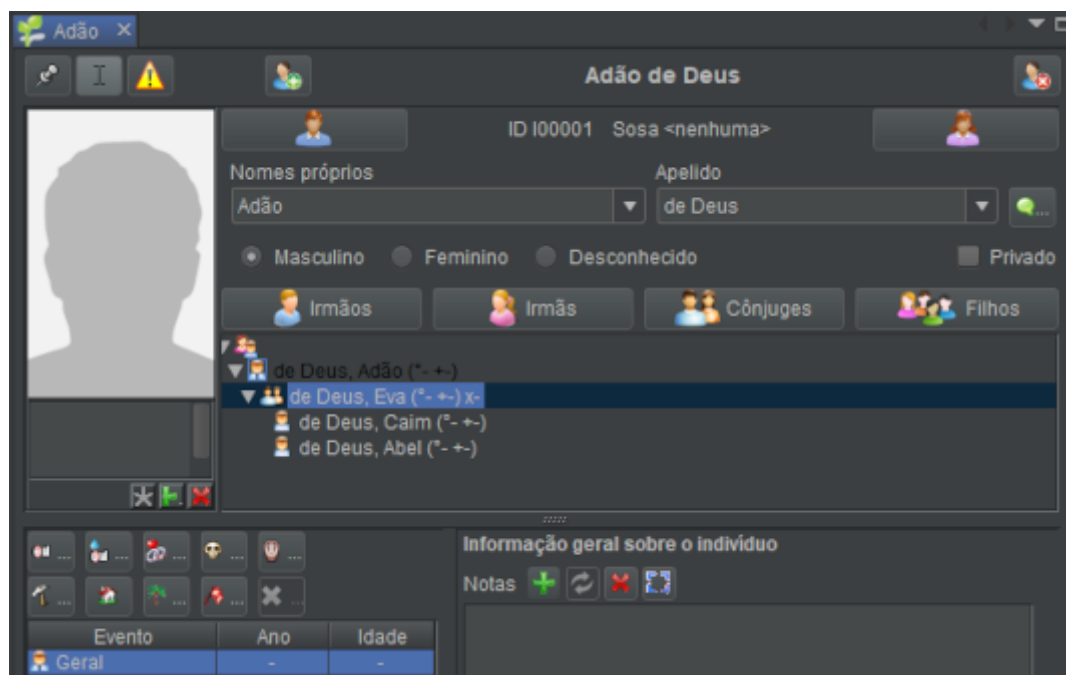 Adão
Adão de Deus
ID I00001 Sosa <nenhuma>
Nomes próprios Apelido
Adão de Deus ...
Masculino Feminino Desconhecido Privado
Irmãos Irmãs Cônjuges Filhos
de Deus, Adão (°- +-)
de Deus, Eva (°- +-) x-
de Deus, Caim (°- +-)
de Deus, Abel (°- +-)
Informação geral sobre o indivíduo
... ... ... ... ...
Notas
... ... ... ...
Evento Ano Idade
Geral - -